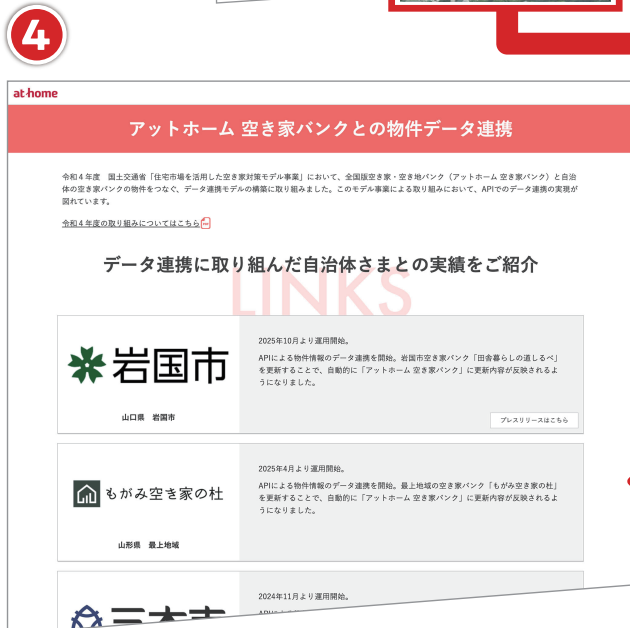 4
at home
アットホーム 空き家バンクとの物件データ連携
令和4年度　国土交通省「住宅市場を活用した空き家対策モデル事業」において、全国版空き家・空き地バンク（アットホーム 空き家バンク）と自治
体の空き家バンクの物件をつなぐ、データ連携モデルの構築に取り組みました。このモデル事業による取り組みにおいて、APIでのデータ連携の実現が
図れています。
令和4年度の取り組みについてはこちら
データ連携に取り組んだ自治体さまとの実績をご紹介
LINKS
岩国市
山口県　岩国市
2025年10月より運用開始。
APIによる物件情報のデータ連携を開始。岩国市空き家バンク「田舎暮らしの道しるべ」
を更新することで、自動的に「アットホーム 空き家バンク」に更新内容が反映されるよ
うになりました。
プレスリリースはこちら
もがみ空き家の杜
山形県　最上地域
2025年4月より運用開始。
APIによる物件情報のデータ連携を開始。最上地域の空き家バンク「もがみ空き家の杜」
を更新することで、自動的に「アットホーム 空き家バンク」に更新内容が反映されるよ
うになりました。
2024年11月より運用開始。